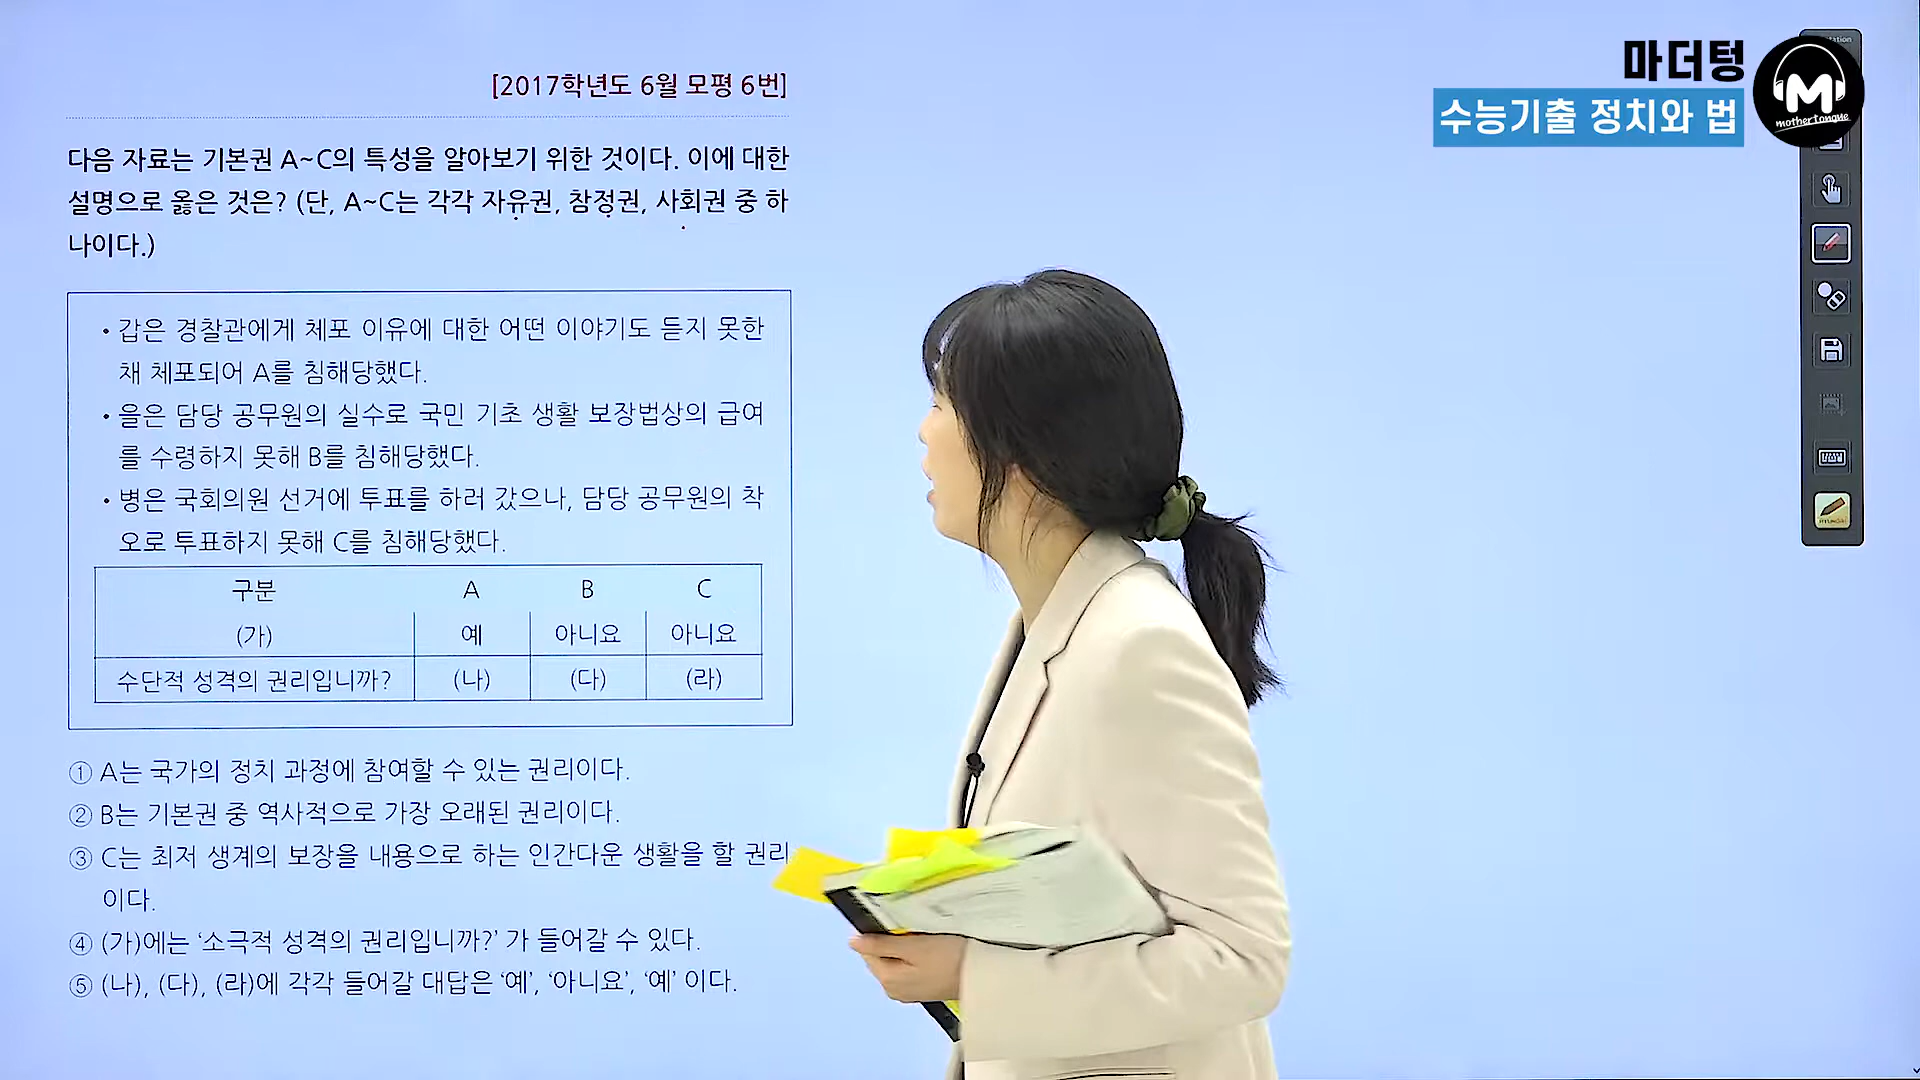 마더텅
수능기출 정치와 법
mothertongue
[2017학년도 6월 모평 6번]
다음 자료는 기본권 A~C의 특성을 알아보기 위한 것이다. 이에 대한
설명으로 옳은 것은? (단, A~C는 각각 자유권, 참정권, 사회권 중 하
나이다.)
• 갑은 경찰관에게 체포 이유에 대한 어떤 이야기도 듣지 못한
채 체포되어 A를 침해당했다.
• 을은 담당 공무원의 실수로 국민 기초 생활 보장법상의 급여
를 수령하지 못해 B를 침해당했다.
• 병은 국회의원 선거에 투표를 하러 갔으나, 담당 공무원의 착
오로 투표하지 못해 C를 침해당했다.
구분 A B C
(가) 예 아니요 아니요
수단적 성격의 권리입니까? (나) (다) (라)
① A는 국가의 정치 과정에 참여할 수 있는 권리이다.
② B는 기본권 중 역사적으로 가장 오래된 권리이다.
③ C는 최저 생계의 보장을 내용으로 하는 인간다운 생활을 할 권리
이다.
④ (가)에는 ‘소극적 성격의 권리입니까?’ 가 들어갈 수 있다.
⑤ (나), (다), (라)에 각각 들어갈 대답은 ‘예’, ‘아니요’, ‘예’ 이다.